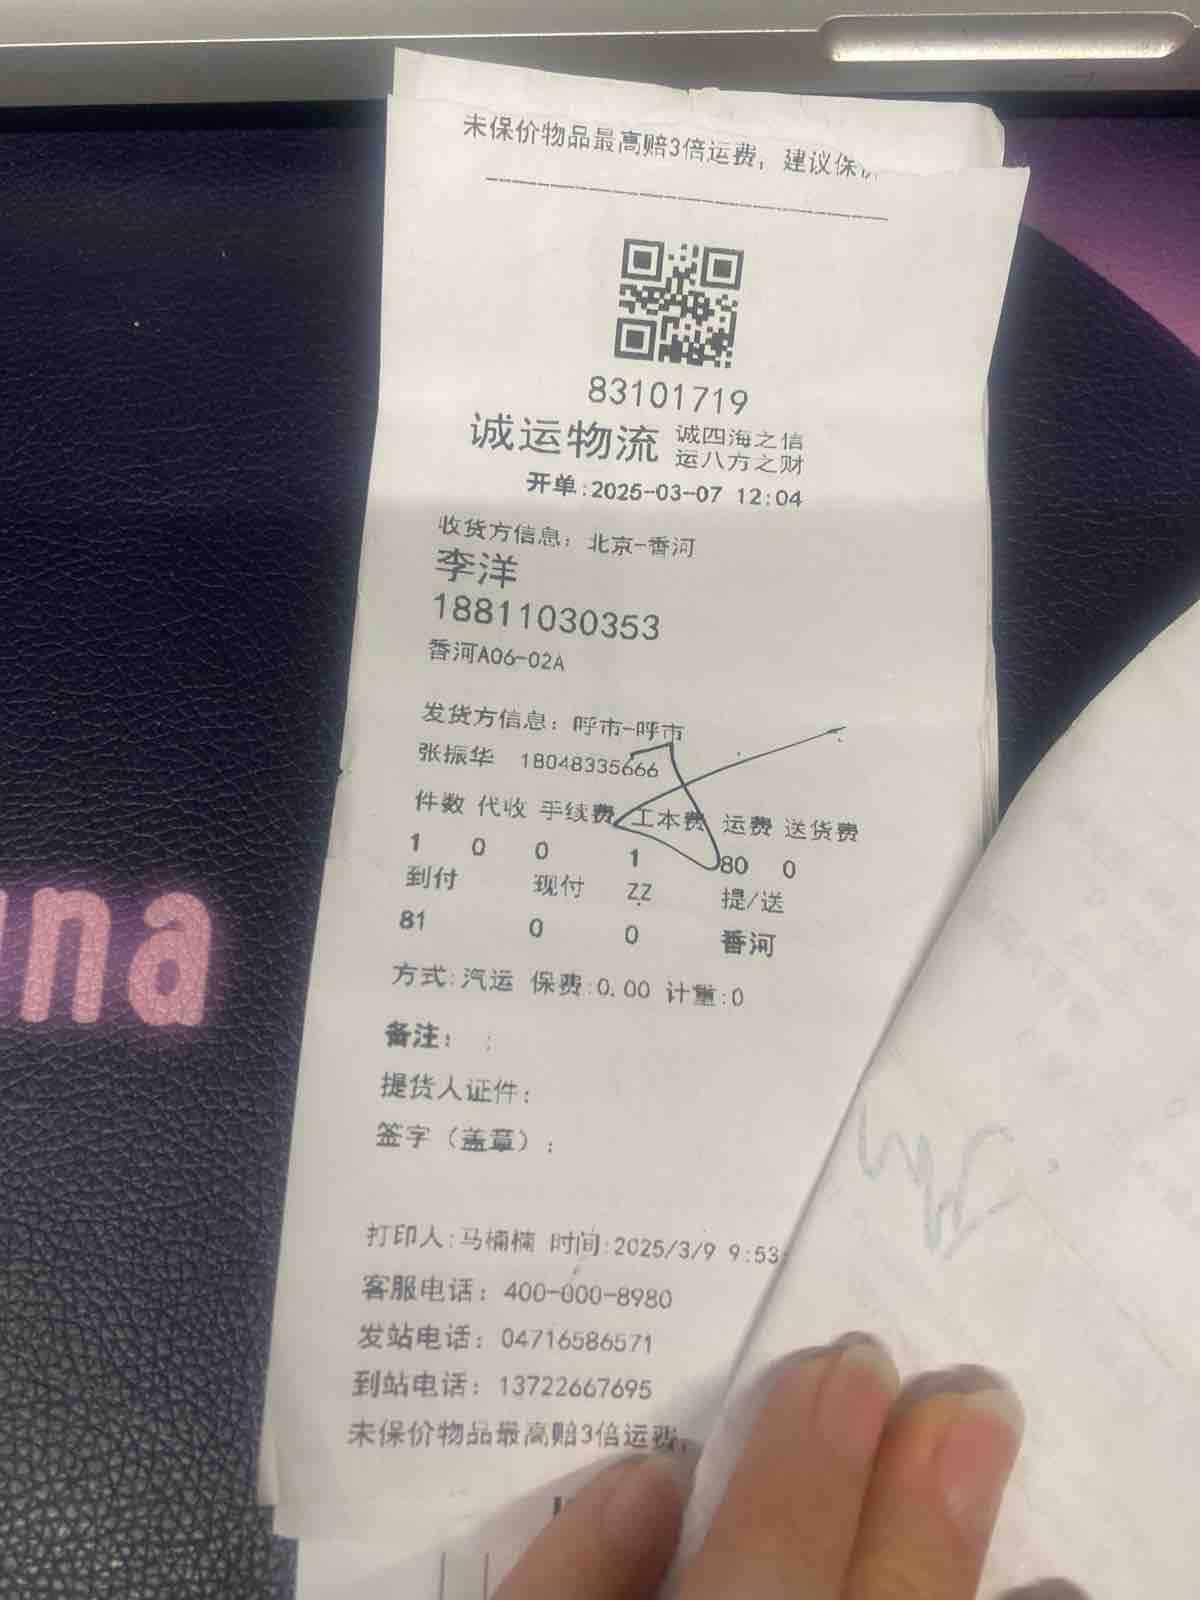 未保价物品最高赔3倍运费，建议保
83101719
诚运物流 诚四海之信
运八方之财
开单:2025-03-07 12:04
收货方信息：北京-香河
李洋
18811030353
香河A06-02A
发货方信息：呼市-呼市
张振华 18048335666
件数 代收 手续费 工本费 运费 送货费
1 0 0 1 80 0
到付 现付 ZZ 提/送
81 0 0 香河
方式:汽运 保费:0.00 计重:0
备注： ;
提货人证件:
签字（盖章）:
打印人:马楠楠 时间:2025/3/9 9:53:
客服电话：400-000-8980
发站电话：04716586571
到站电话：13722667695
未保价物品最高赔3倍运费,
na